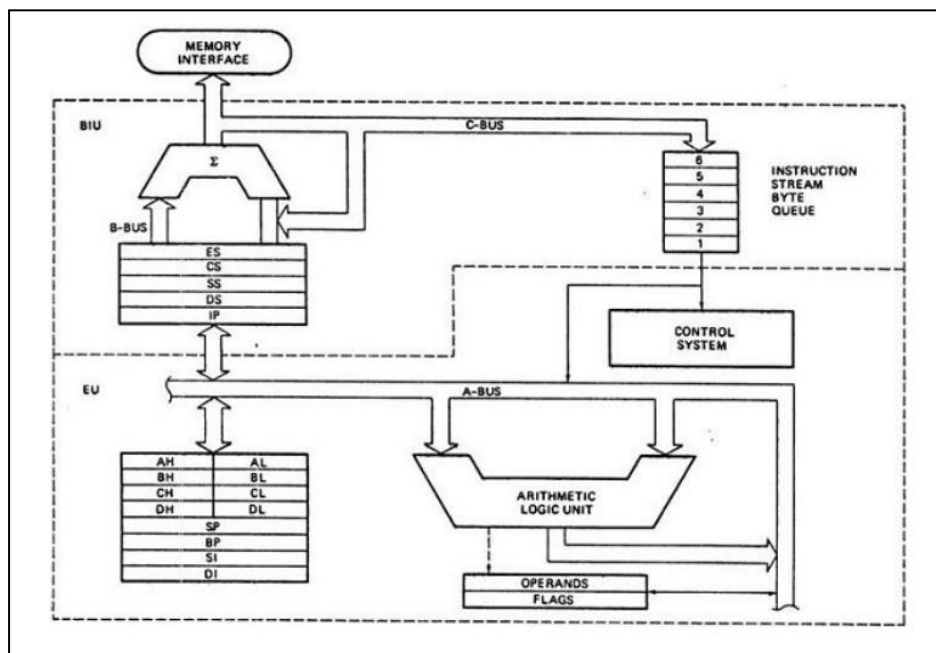 MEMORY
INTERFACE
BIU
C-BUS
Σ
6
5
4
3
2
1
INSTRUCTION
STREAM
BYTE
QUEUE
B-BUS
ES
CS
SS
DS
IP
CONTROL
SYSTEM
EU
A-BUS
AH AL
BH BL
CH CL
DH DL
SP
BP
SI
DI
ARITHMETIC
LOGIC UNIT
OPERANDS
FLAGS